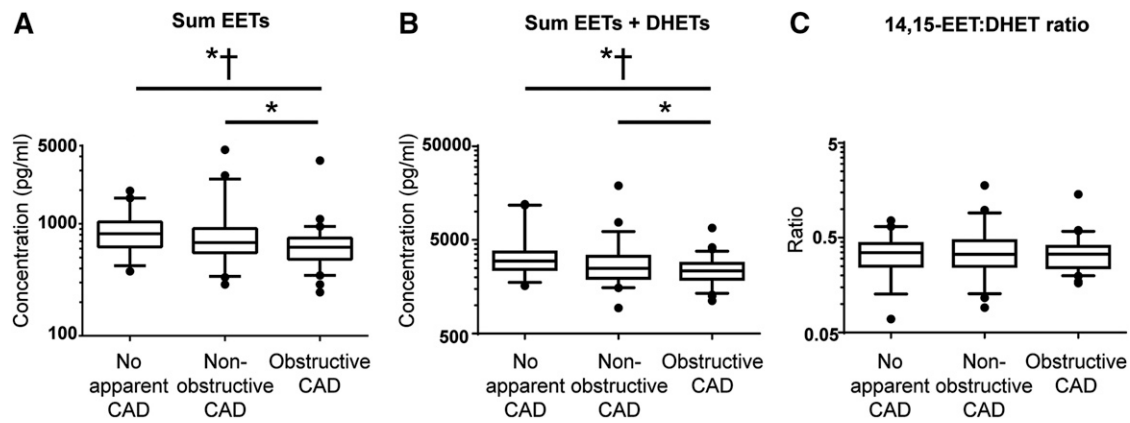 A
Sum EETs
*†
*
Concentration (pg/ml)
5000
1000
100
No apparent CAD
Non-obstructive CAD
Obstructive CAD
B
Sum EETs + DHETs
*†
*
Concentration (pg/ml)
50000
5000
500
No apparent CAD
Non-obstructive CAD
Obstructive CAD
C
14,15-EET:DHET ratio
Ratio
5
0.5
0.05
No apparent CAD
Non-obstructive CAD
Obstructive CAD